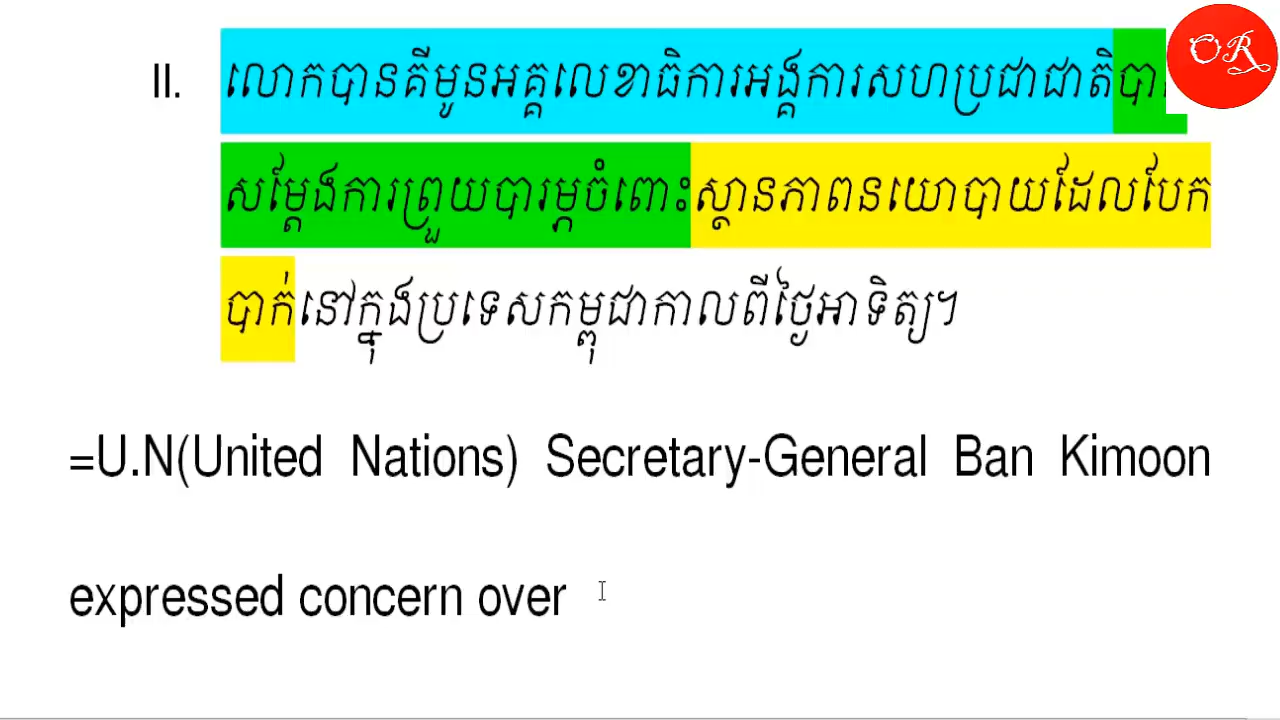 II. លោកបានគីមូនអគ្គលេខាធិការអង្គការសហប្រជាជាតិ
សម្ដែងការព្រួយបារម្ភចំពោះស្ថានភាពនយោបាយដែលបែក
បាក់នៅក្នុងប្រទេសកម្ពុជាកាលពីថ្ងៃអាទិត្យ។
=U.N(United Nations) Secretary-General Ban Kimoon
expressed concern over
OR